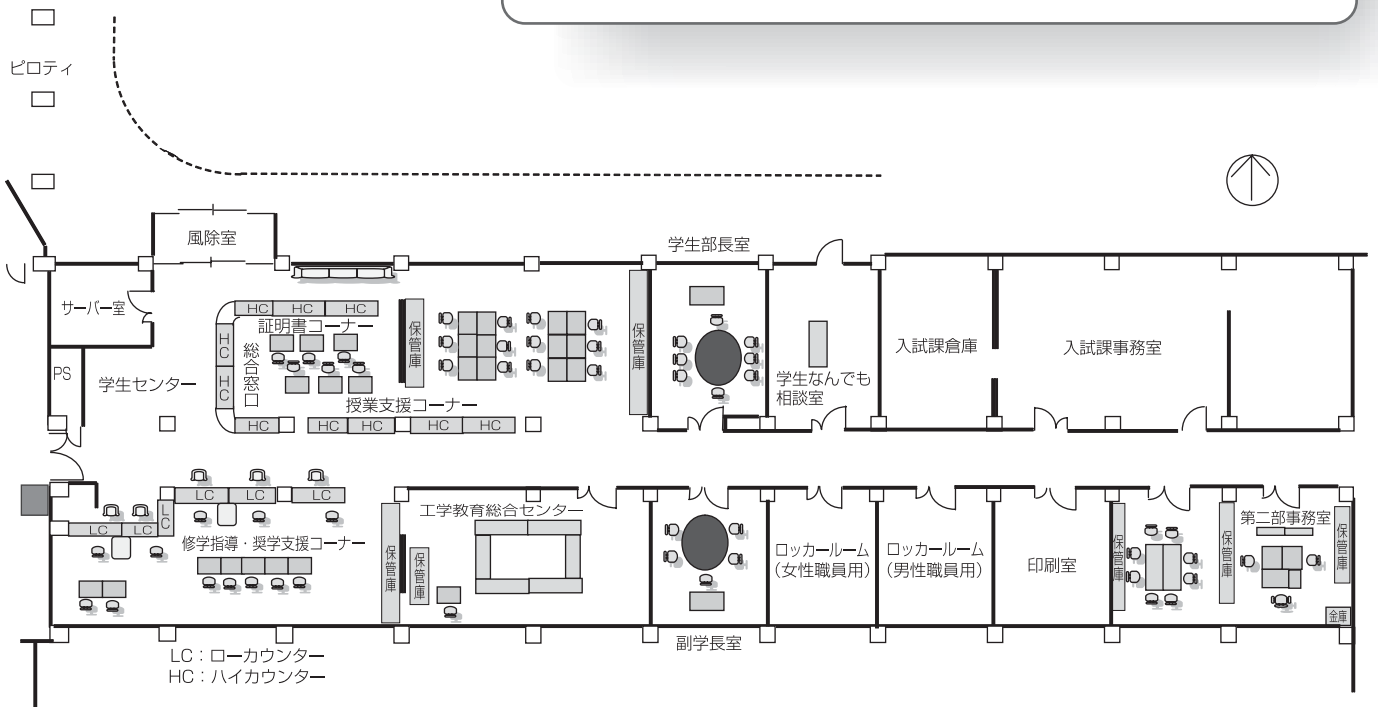 ピロティ
風除室
学生部長室
サーバー室
HC
HC
HC
証明書コーナー
HC
HC
総合窓口
保管庫
保管庫
入試課倉庫
入試課事務室
PS
学生センター
学生なんでも
相談室
授業支援コーナー
HC
HC
HC
HC
HC
LC
LC
LC
LC
LC
LC
修学指導・奨学支援コーナー
保管庫
保管庫
工学教育総合センター
ロッカールーム
(女性職員用)
ロッカールーム
(男性職員用)
印刷室
保管庫
保管庫
第二部事務室
保管庫
金庫
副学長室
LC:ローカウンター
HC:ハイカウンター